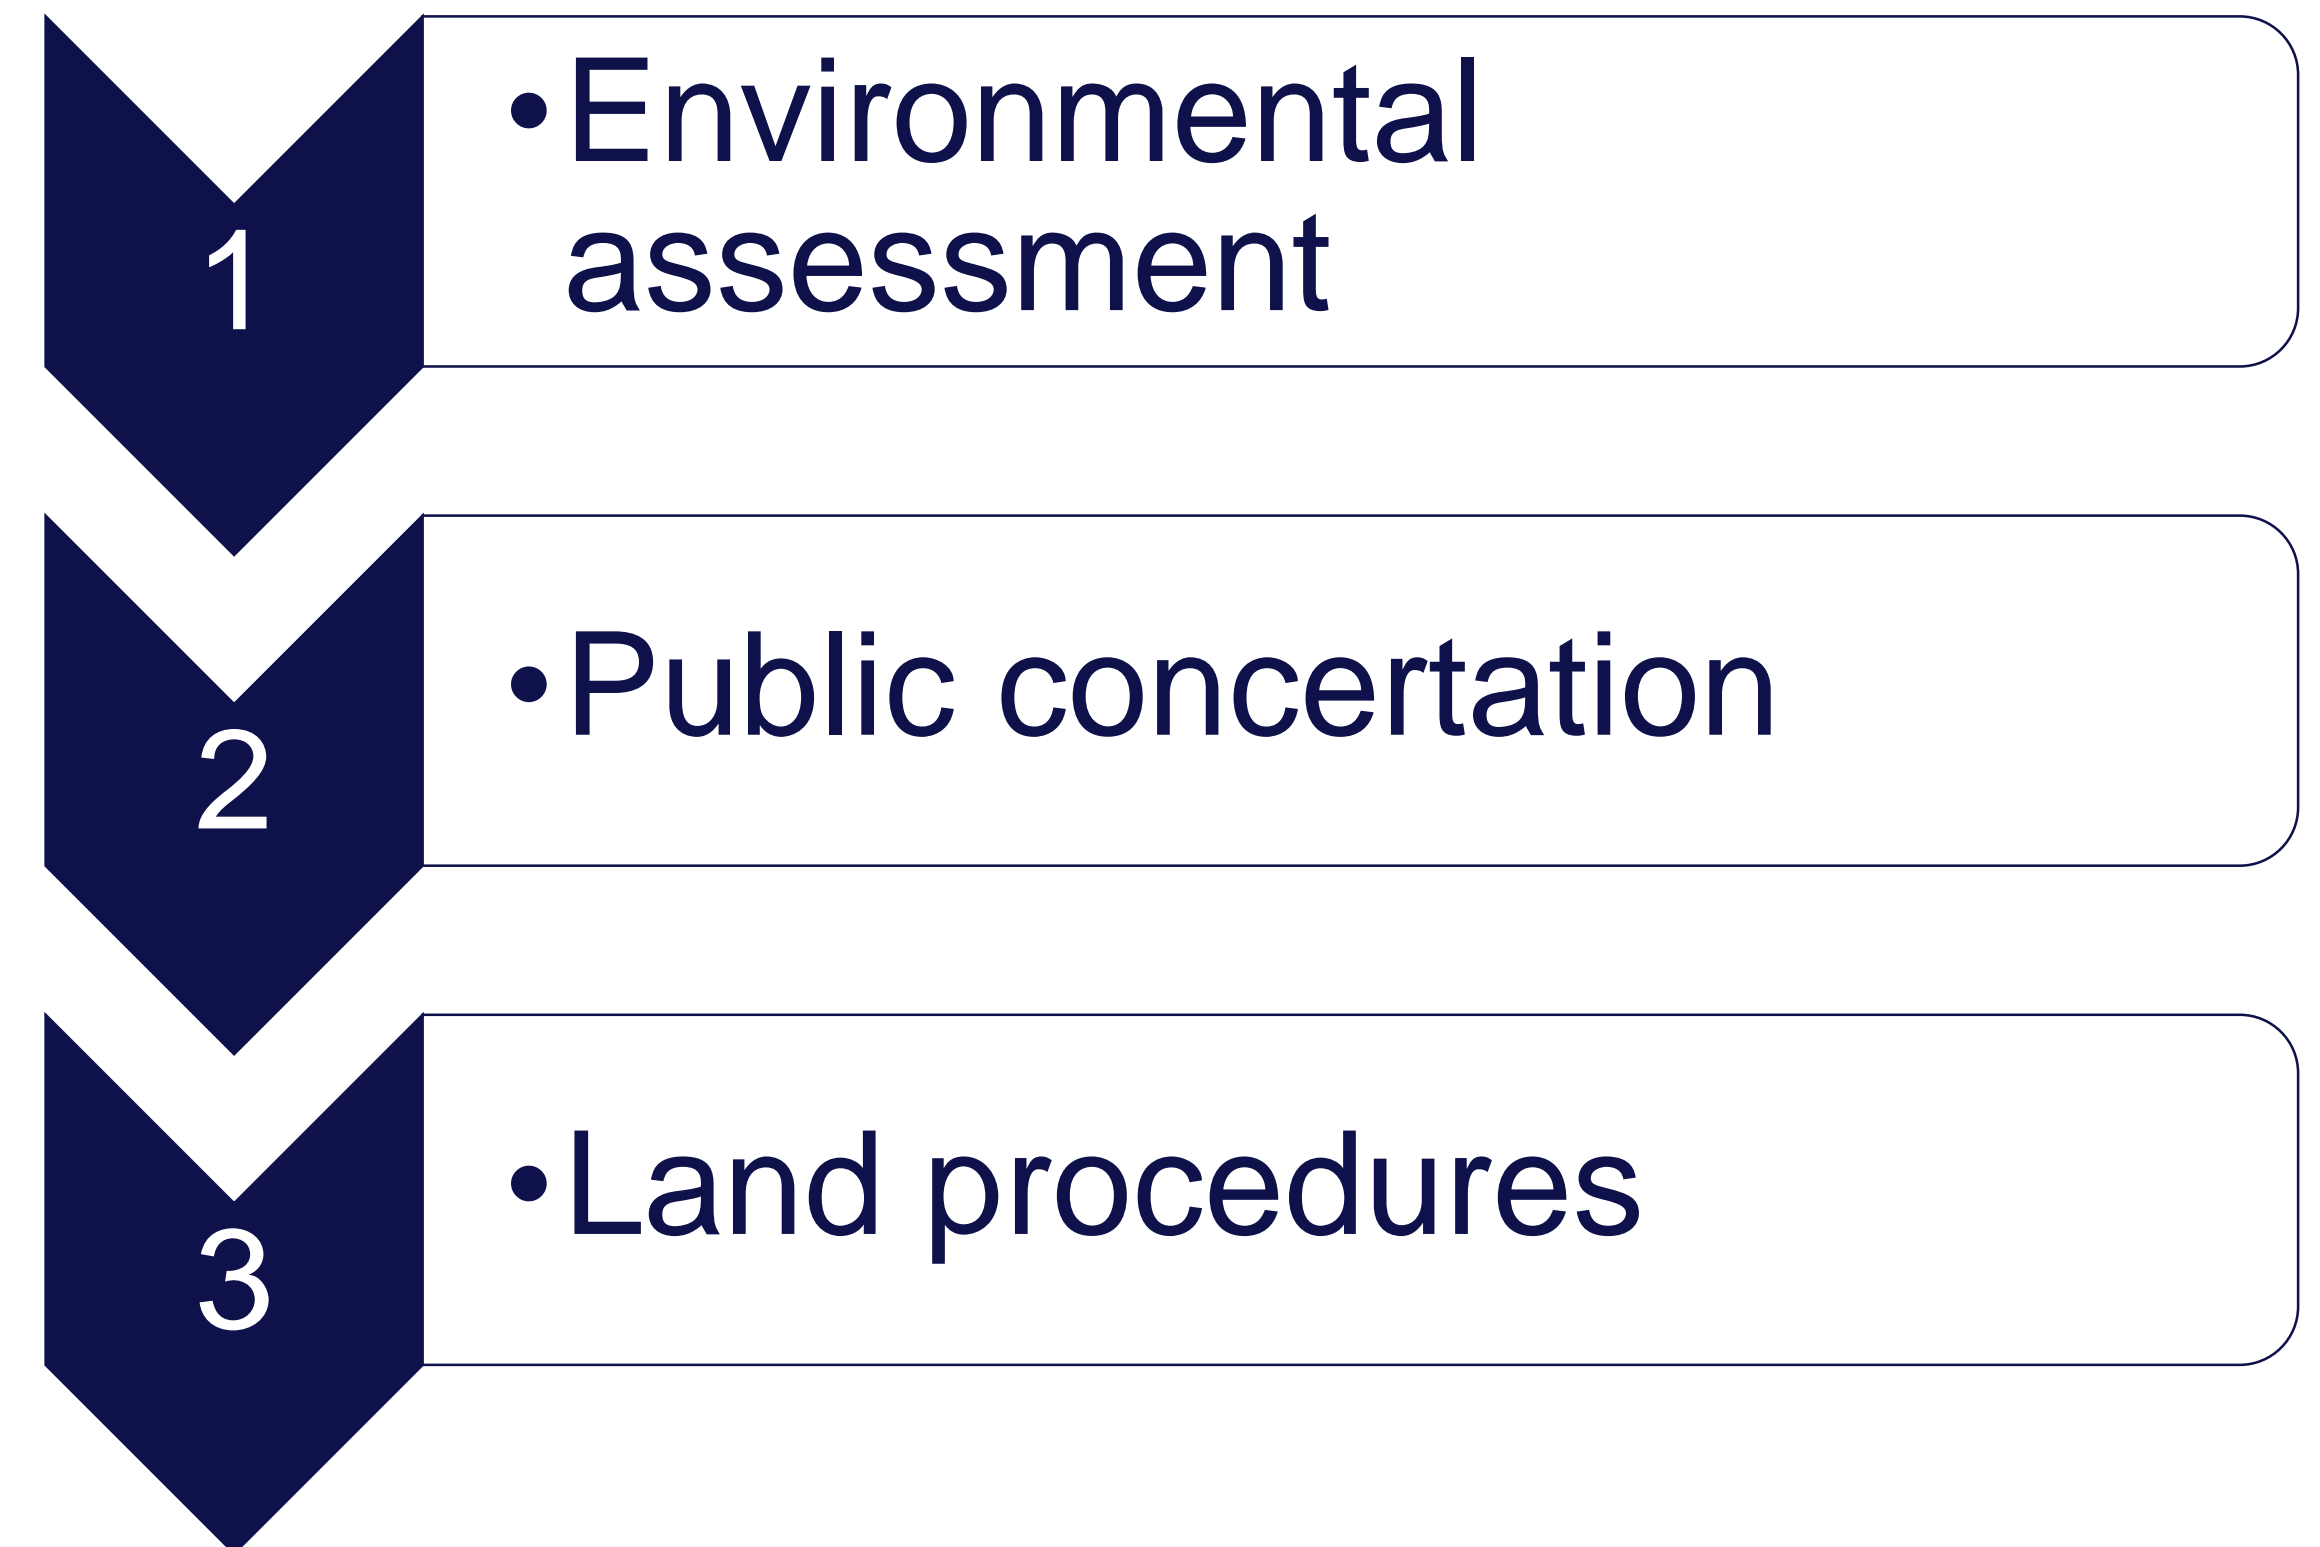 1
• Environmental
assessment
2
• Public concertation
3
• Land procedures